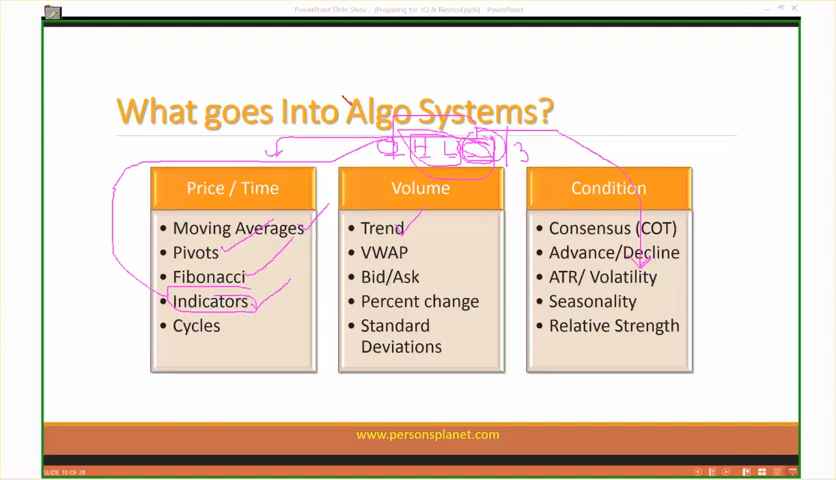 PowerPoint Slide Show - [Preparing for IQ & Beyond.pptx] - PowerPoint
What goes Into Algo Systems?
O H L C / 3
Price / Time
• Moving Averages
• Pivots
• Fibonacci
• Indicators
• Cycles
Volume
• Trend
• VWAP
• Bid/Ask
• Percent change
• Standard
Deviations
Condition
• Consensus (COT)
• Advance/Decline
• ATR/ Volatility
• Seasonality
• Relative Strength
www.personsplanet.com
SLIDE 10 OF 28